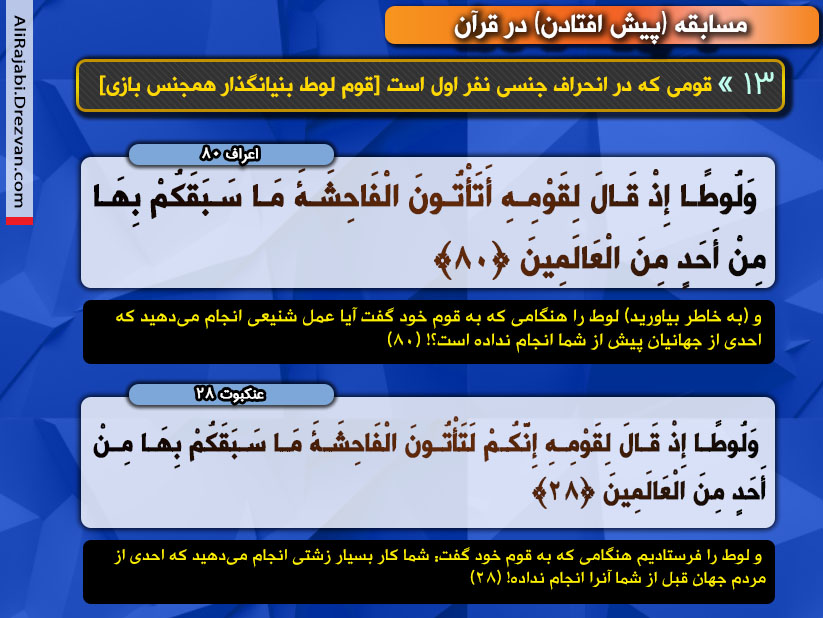 مسابقه (پیش افتادن) در قرآن
۱۳ » قومی که در انحراف جنسی نفر اول است [قوم لوط، بنیانگذار همجنس بازی]
اعراف ۸۰
وَلُوطًا إِذْ قَالَ لِقَوْمِهِ أَتَأْتُونَ الْفَاحِشَةَ مَا سَبَقَكُمْ بِهَا
مِنْ أَحَدٍ مِنَ الْعَالَمِينَ ﴿۸۰﴾
و (به خاطر بیاورید) لوط را هنگامی که به قوم خود گفت آیا عمل شنیعی انجام می‌دهید که
احدی از جهانیان پیش از شما انجام نداده است؟! (۸۰)
عنکبوت ۲۸
وَلُوطًا إِذْ قَالَ لِقَوْمِهِ إِنَّكُمْ لَتَأْتُونَ الْفَاحِشَةَ مَا سَبَقَكُمْ بِهَا مِنْ
أَحَدٍ مِنَ الْعَالَمِينَ ﴿۲۸﴾
و لوط را فرستادیم هنگامی که به قوم خود گفت: شما کار بسیار زشتی انجام می‌دهید که احدی از
مردم جهان قبل از شما آنرا انجام نداده! (۲۸)
AliRajabi.Drezvan.com